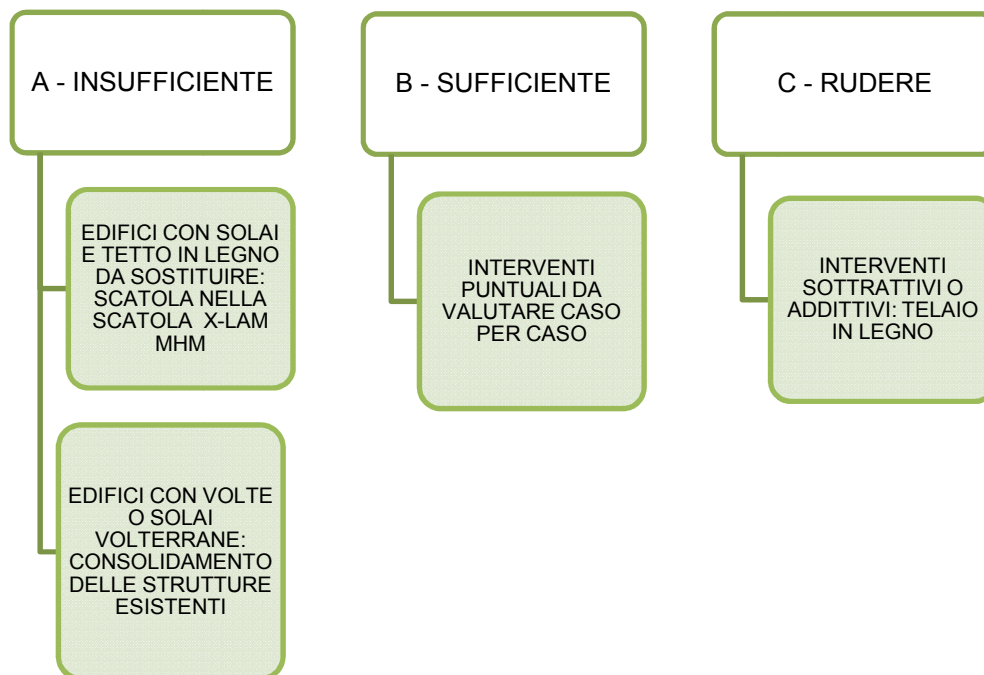 A - INSUFFICIENTE
EDIFICI CON SOLAI
E TETTO IN LEGNO
DA SOSTITUIRE:
SCATOLA NELLA
SCATOLA X-LAM
MHM
EDIFICI CON VOLTE
O SOLAI
VOLTERRANE:
CONSOLIDAMENTO
DELLE STRUTTURE
ESISTENTI
B - SUFFICIENTE
INTERVENTI
PUNTUALI DA
VALUTARE CASO
PER CASO
C - RUDERE
INTERVENTI
SOTTRATTIVI O
ADDITTIVI: TELAIO
IN LEGNO